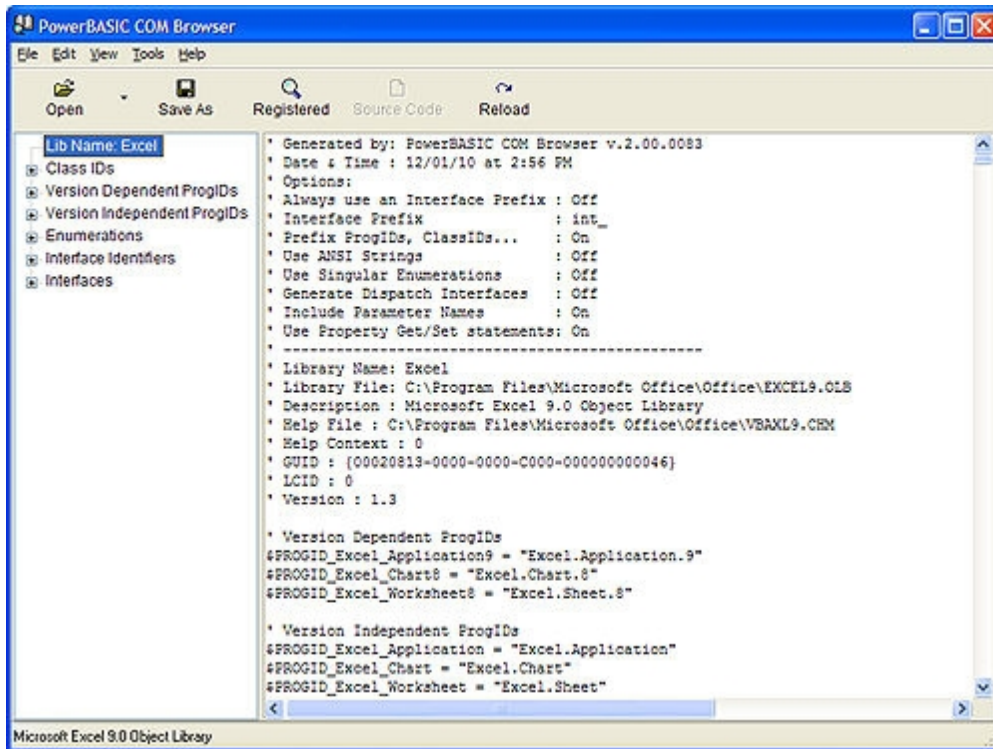 PowerBASIC COM Browser
File Edit View Tools Help
Open Save As Registered Source Code Reload
Lib Name: Excel
Class IDs
Version Dependent ProgIDs
Version Independent ProgIDs
Enumerations
Interface Identifiers
Interfaces
' Generated by: PowerBASIC COM Browser v.2.00.0083
' Date & Time : 12/01/10 at 2:56 PM
' Options:
' Always use an Interface Prefix : Off
' Interface Prefix : int_
' Prefix ProgIDs, ClassIDs... : On
' Use ANSI Strings : Off
' Use Singular Enumerations : Off
' Generate Dispatch Interfaces : Off
' Include Parameter Names : On
' Use Property Get/Set statements: On
' ------------------------------------------------
' Library Name: Excel
' Library File: C:\Program Files\Microsoft Office\Office\EXCEL9.OLB
' Description : Microsoft Excel 9.0 Object Library
' Help File : C:\Program Files\Microsoft Office\Office\VBAXL9.CHM
' Help Context : 0
' GUID : {00020813-0000-0000-C000-000000000046}
' LCID : 0
' Version : 1.3
' Version Dependent ProgIDs
$PROGID_Excel_Application9 = "Excel.Application.9"
$PROGID_Excel_Chart8 = "Excel.Chart.8"
$PROGID_Excel_Worksheet8 = "Excel.Sheet.8"
' Version Independent ProgIDs
$PROGID_Excel_Application = "Excel.Application"
$PROGID_Excel_Chart = "Excel.Chart"
$PROGID_Excel_Worksheet = "Excel.Sheet"
Microsoft Excel 9.0 Object Library